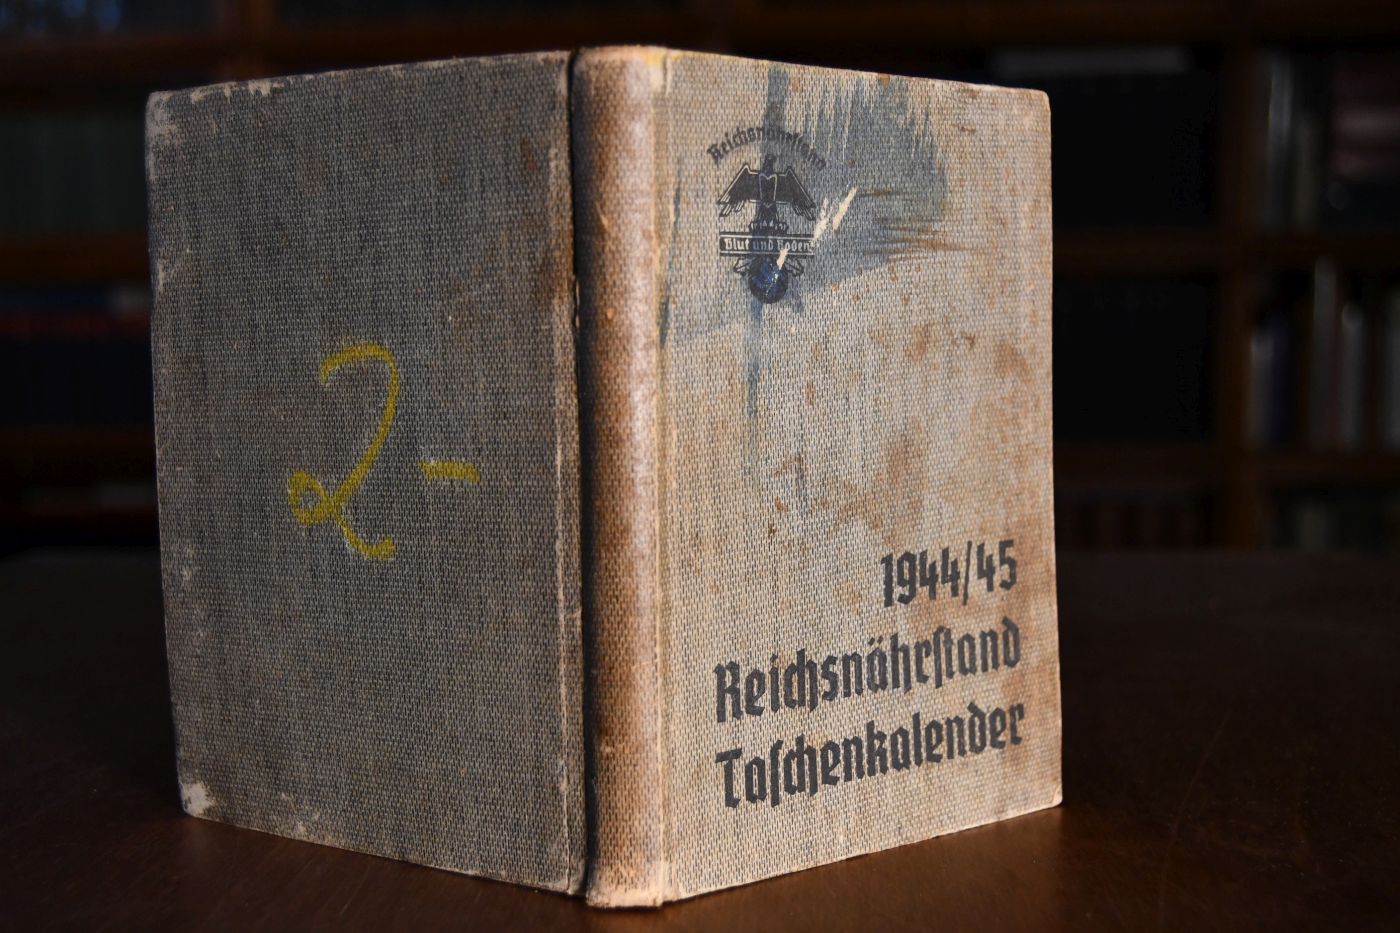 2-
Reichsnährſtand
Blut und Boden
1944/45
Reichsnährſtand
Taſchenkalender